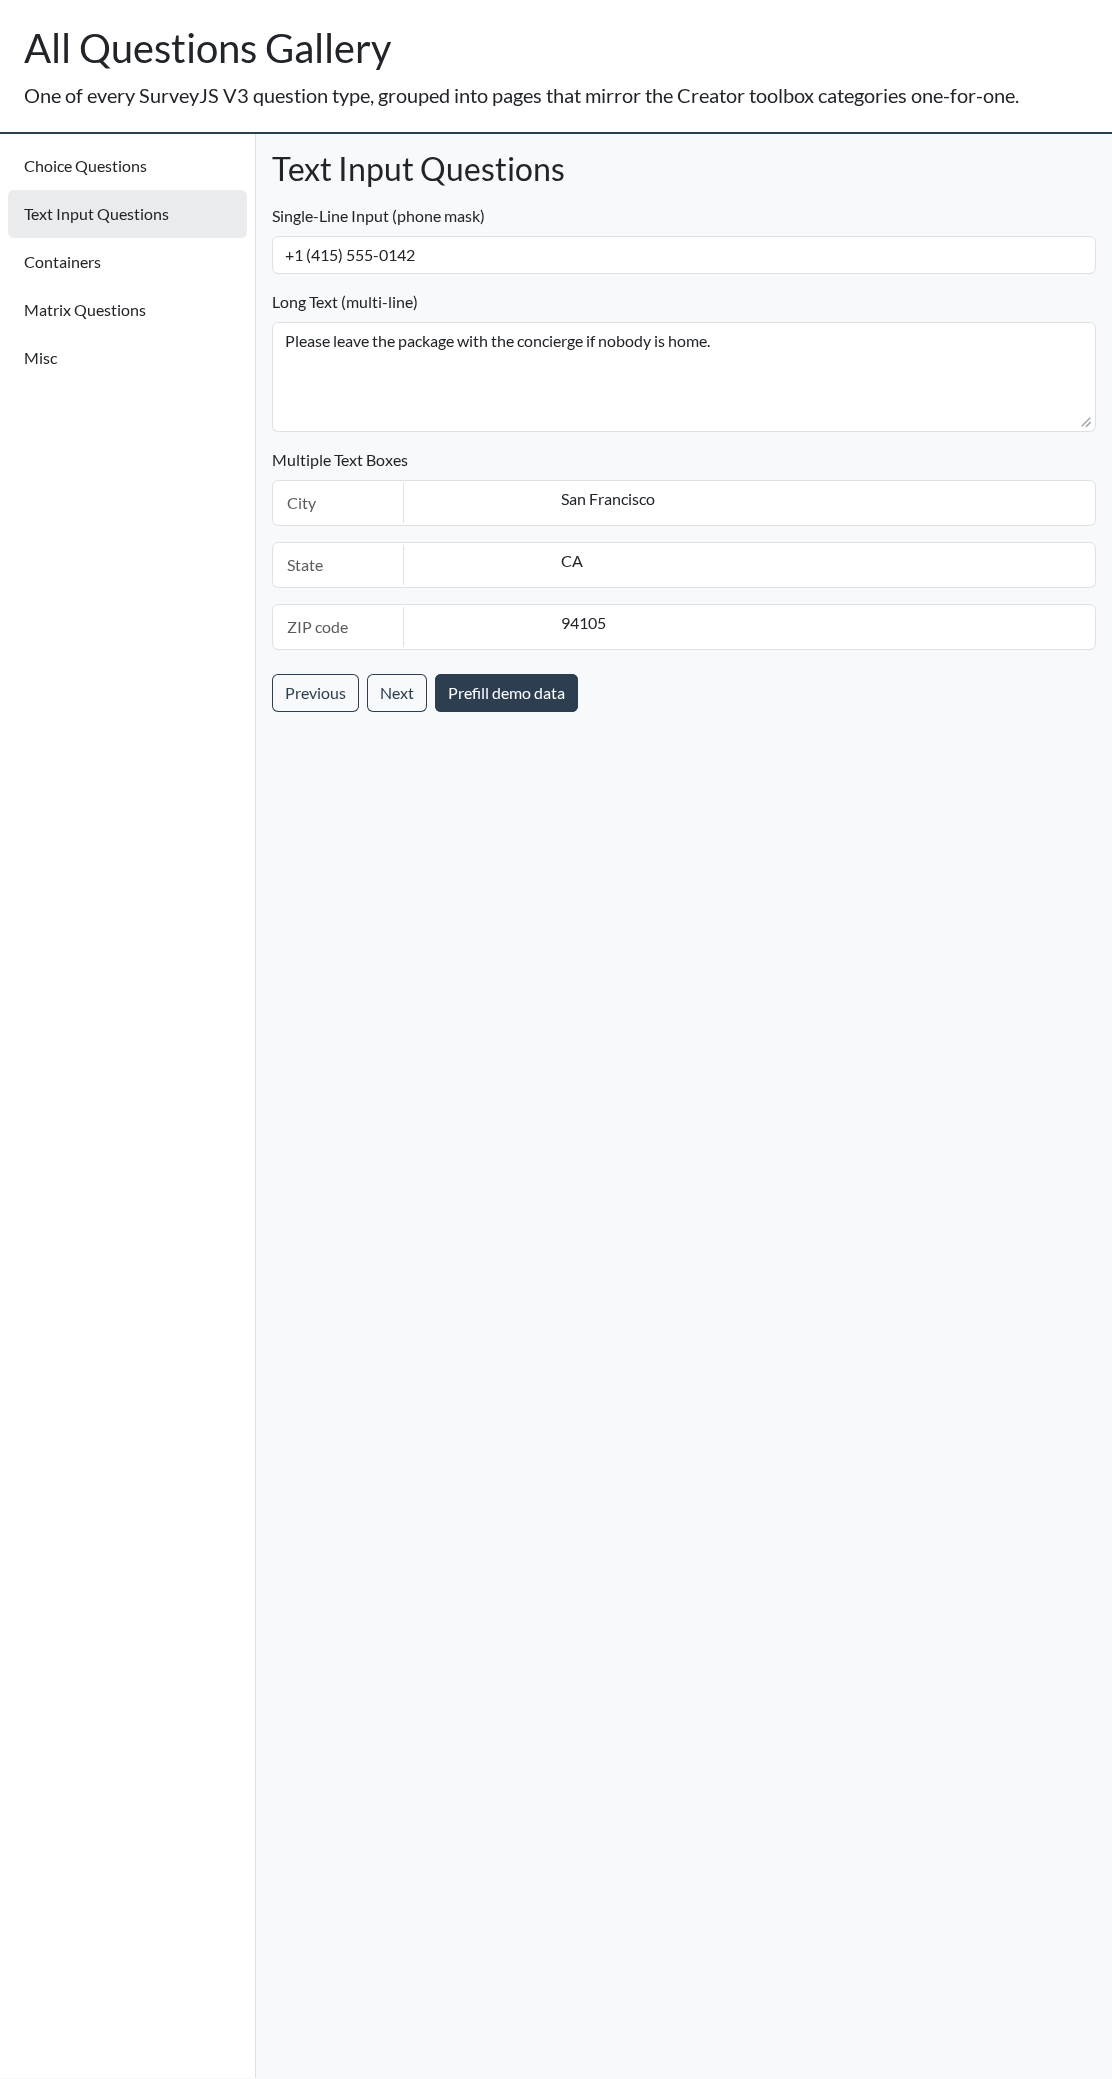 All Questions Gallery
One of every SurveyJS V3 question type, grouped into pages that mirror the Creator toolbox categories one-for-one.
Choice Questions
Text Input Questions
Containers
Matrix Questions
Misc
Text Input Questions
Single-Line Input (phone mask)
+1 (415) 555-0142
Long Text (multi-line)
Please leave the package with the concierge if nobody is home.
Multiple Text Boxes
City San Francisco
State CA
ZIP code 94105
Previous Next Prefill demo data